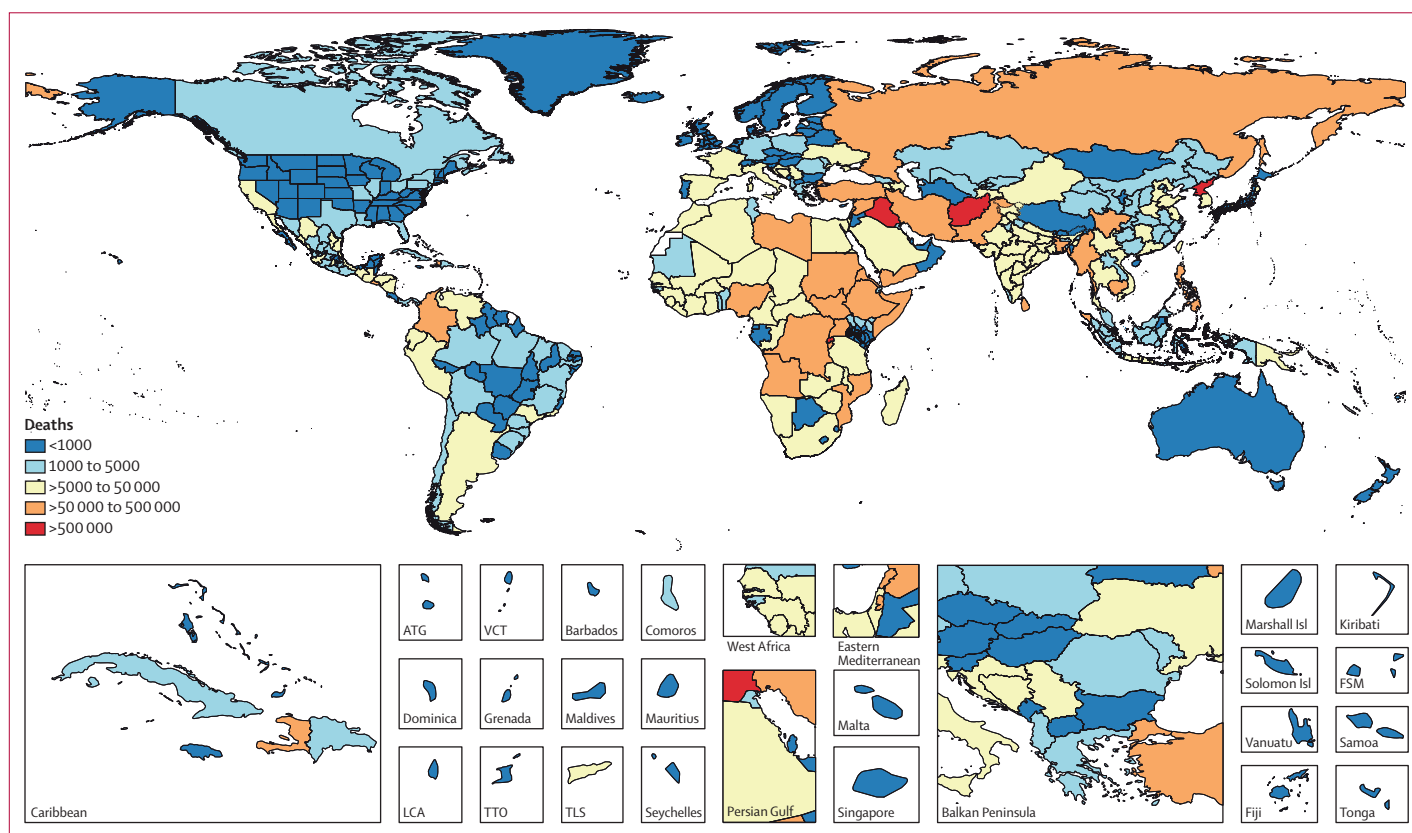 Deaths
<1000
1000 to 5000
>5000 to 50 000
>50 000 to 500 000
>500 000
Caribbean
ATG
VCT
Barbados
Comoros
Dominica
Grenada
Maldives
Mauritius
LCA
TTO
TLS
Seychelles
West Africa
Eastern
Mediterranean
Persian Gulf
Malta
Singapore
Balkan Peninsula
Marshall Isl
Kiribati
Solomon Isl
FSM
Vanuatu
Samoa
Fiji
Tonga